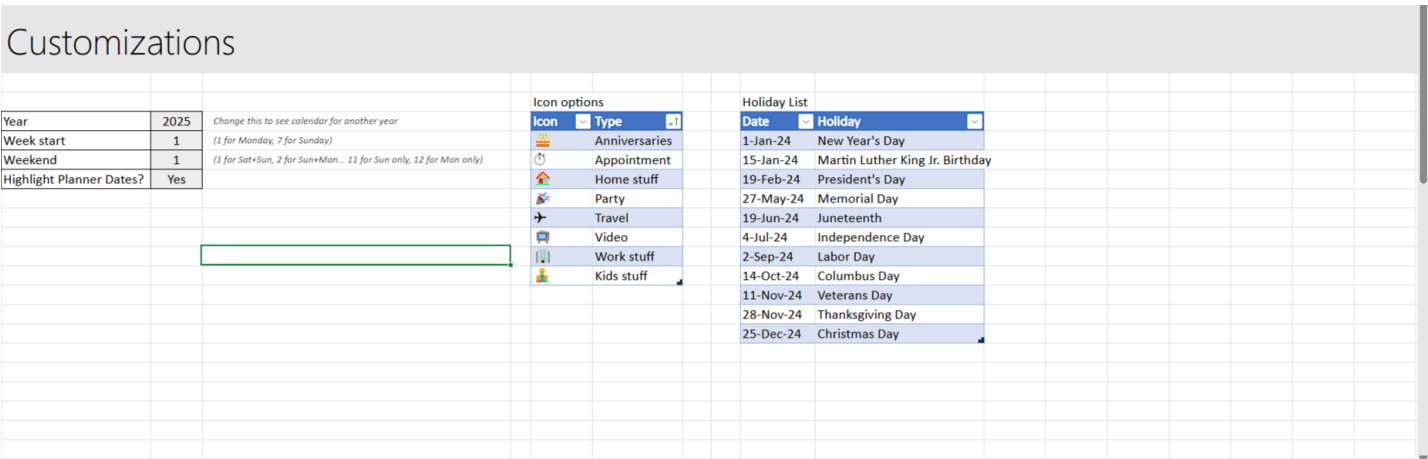 Customizations
Icon options Holiday List
Year 2025 Change this to see calendar for another year Icon Type Date Holiday
Week start 1 (1 for Monday, 7 for Sunday) Anniversaries 1-Jan-24 New Year's Day
Weekend 1 (1 for Sat+Sun, 2 for Sun+Mon... 11 for Sun only, 12 for Mon only) Appointment 15-Jan-24 Martin Luther King Jr. Birthday
Highlight Planner Dates? Yes Home stuff 19-Feb-24 President's Day
Party 27-May-24 Memorial Day
Travel 19-Jun-24 Juneteenth
Video 4-Jul-24 Independence Day
Work stuff 2-Sep-24 Labor Day
Kids stuff 14-Oct-24 Columbus Day
11-Nov-24 Veterans Day
28-Nov-24 Thanksgiving Day
25-Dec-24 Christmas Day